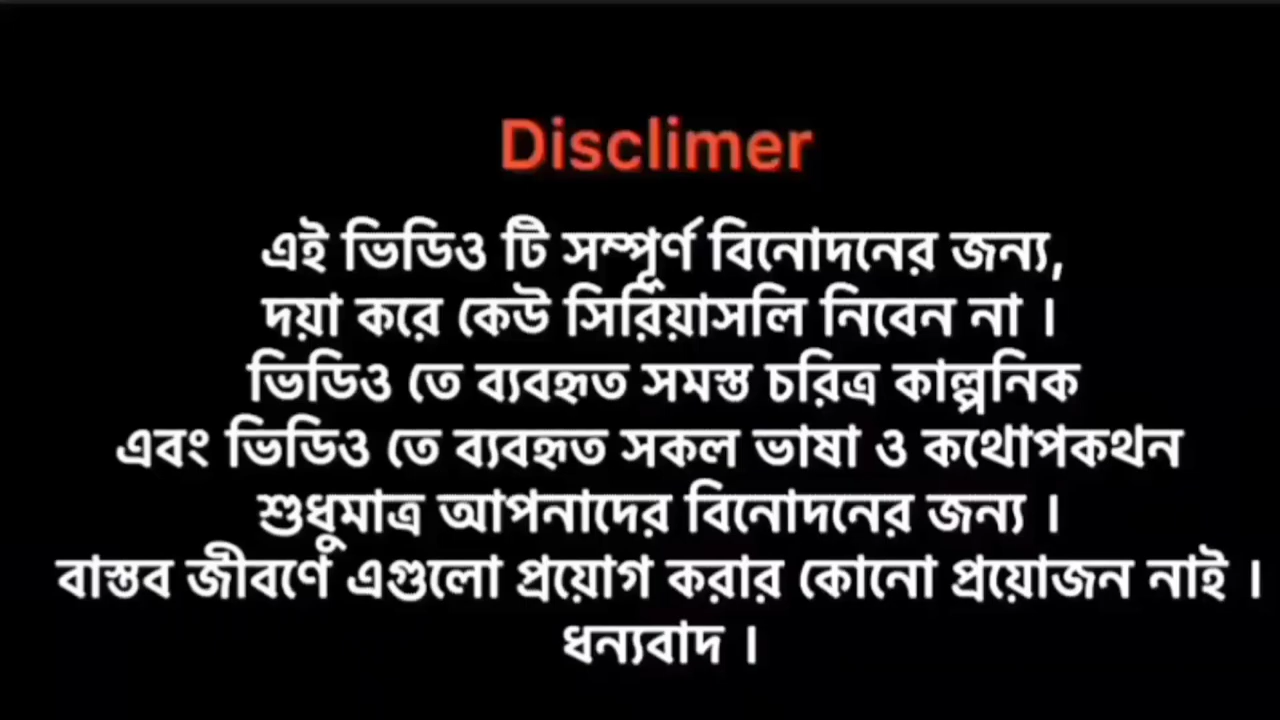 Disclimer
এই ভিডিও টি সম্পূর্ণ বিনোদনের জন্য,
দয়া করে কেউ সিরিয়াসলি নিবেন না ।
ভিডিও তে ব্যবহৃত সমস্ত চরিত্র কাল্পনিক
এবং ভিডিও তে ব্যবহৃত সকল ভাষা ও কথোপকথন
শুধুমাত্র আপনাদের বিনোদনের জন্য ।
বাস্তব জীবণে এগুলো প্রয়োগ করার কোনো প্রয়োজন নাই ।
ধন্যবাদ ।